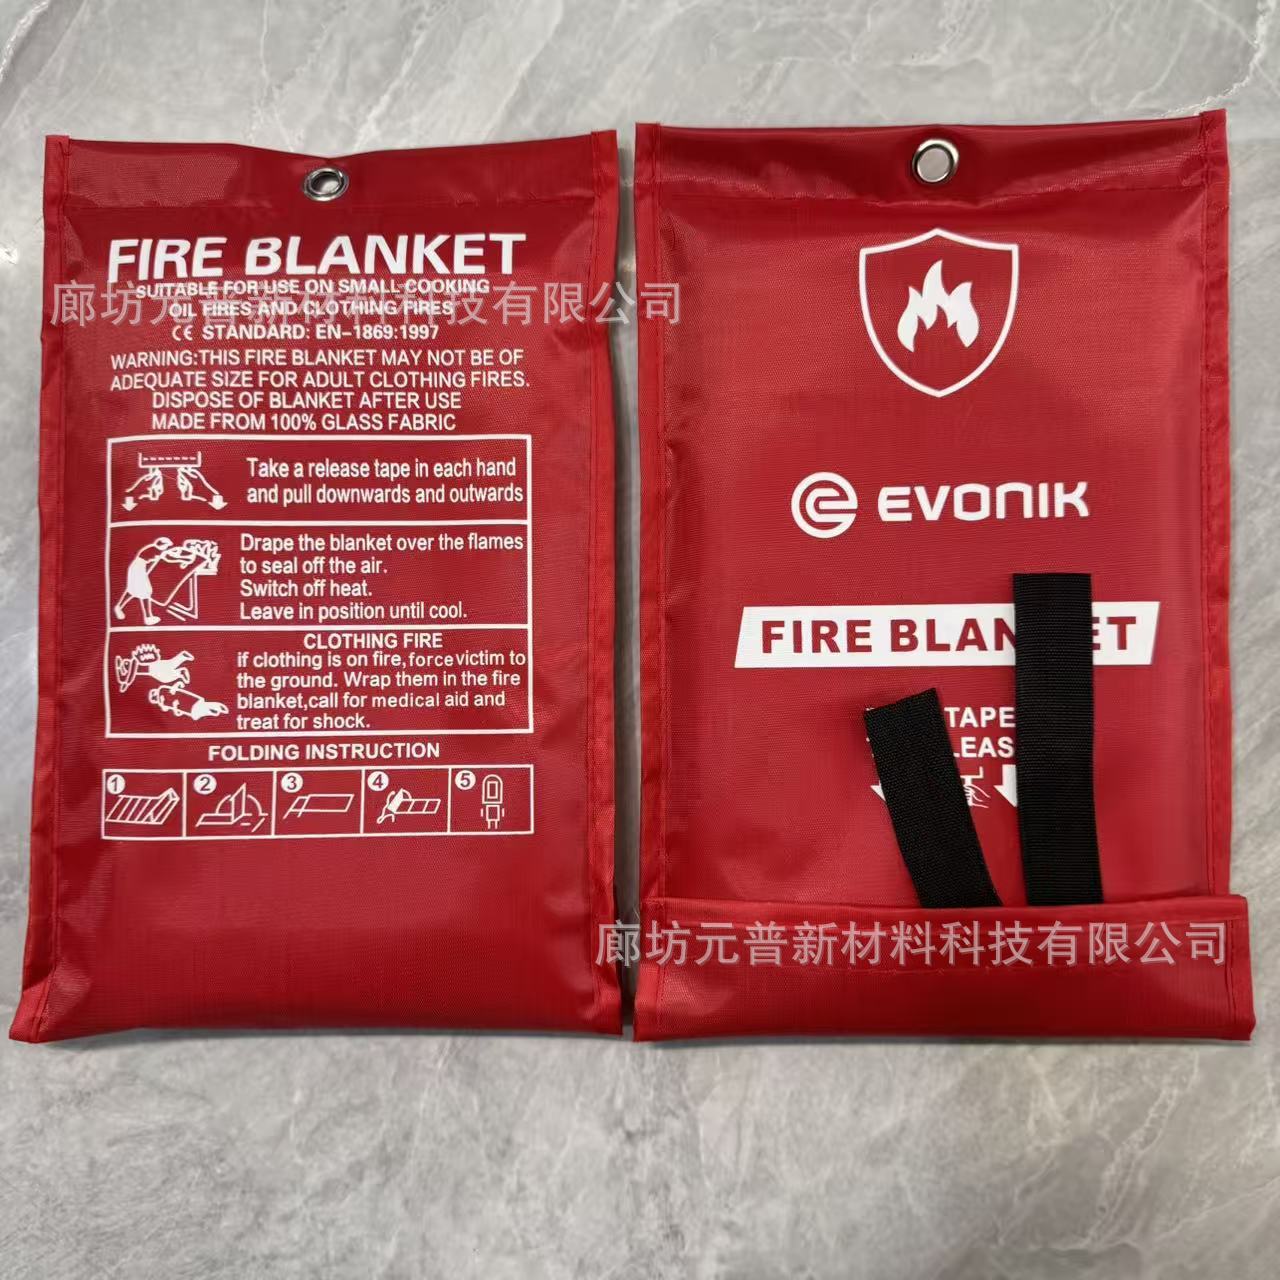 FIRE BLANKET
SUITABLE FOR USE ON SMALL COOKING
OIL FIRES AND CLOTHING FIRES
CE STANDARD: EN-1869:1997
WARNING:THIS FIRE BLANKET MAY NOT BE OF
ADEQUATE SIZE FOR ADULT CLOTHING FIRES.
DISPOSE OF BLANKET AFTER USE
MADE FROM 100% GLASS FABRIC
Take a release tape in each hand
and pull downwards and outwards
Drape the blanket over the flames
to seal off the air.
Switch off heat.
Leave in position until cool.
CLOTHING FIRE
if clothing is on fire,force victim to
the ground. Wrap them in the fire
blanket,call for medical aid and
treat for shock.
FOLDING INSTRUCTION
1 2 3 4 5
廊坊元普新材料科技有限公司
EVONIK
FIRE BLAN ET
TAPE
LEAS
廊坊元普新材料科技有限公司